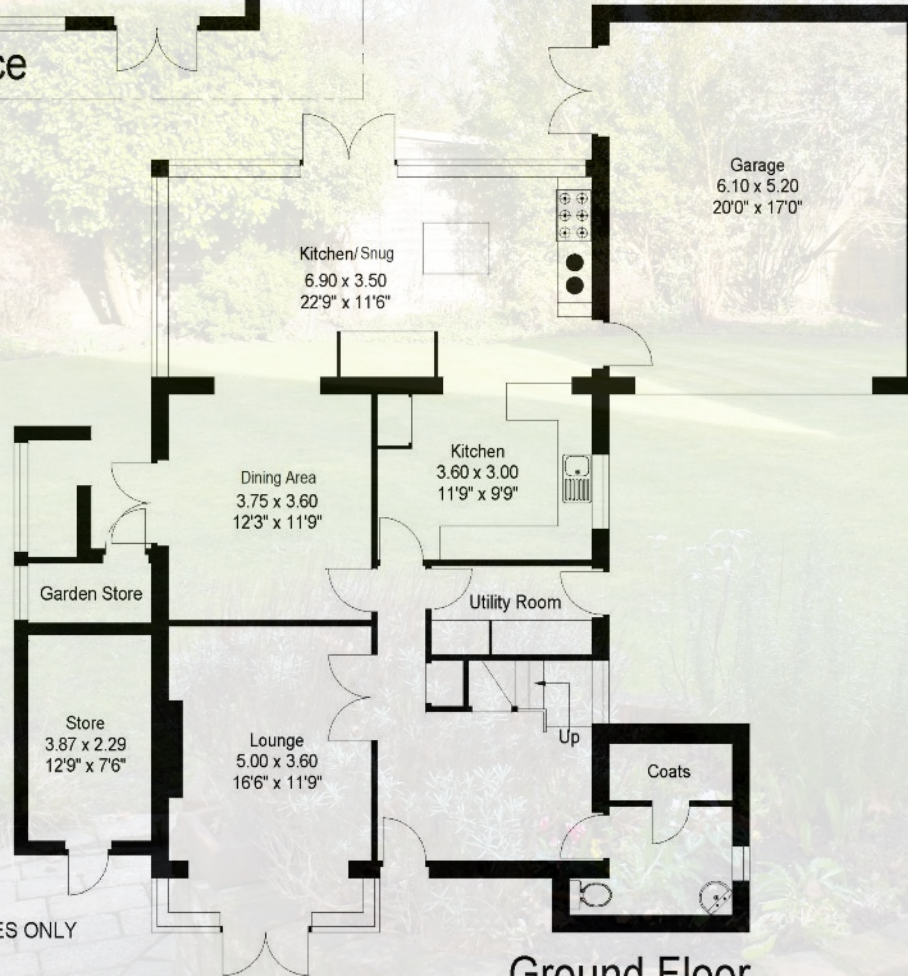 ce
Garage
6.10 x 5.20
20'0" x 17'0"
Kitchen/Snug
6.90 x 3.50
22'9" x 11'6"
Kitchen
3.60 x 3.00
11'9" x 9'9"
Dining Area
3.75 x 3.60
12'3" x 11'9"
Garden Store
Utility Room
Store
3.87 x 2.29
12'9" x 7'6"
Lounge
5.00 x 3.60
16'6" x 11'9"
Up
Coats
ES ONLY
Ground Floor